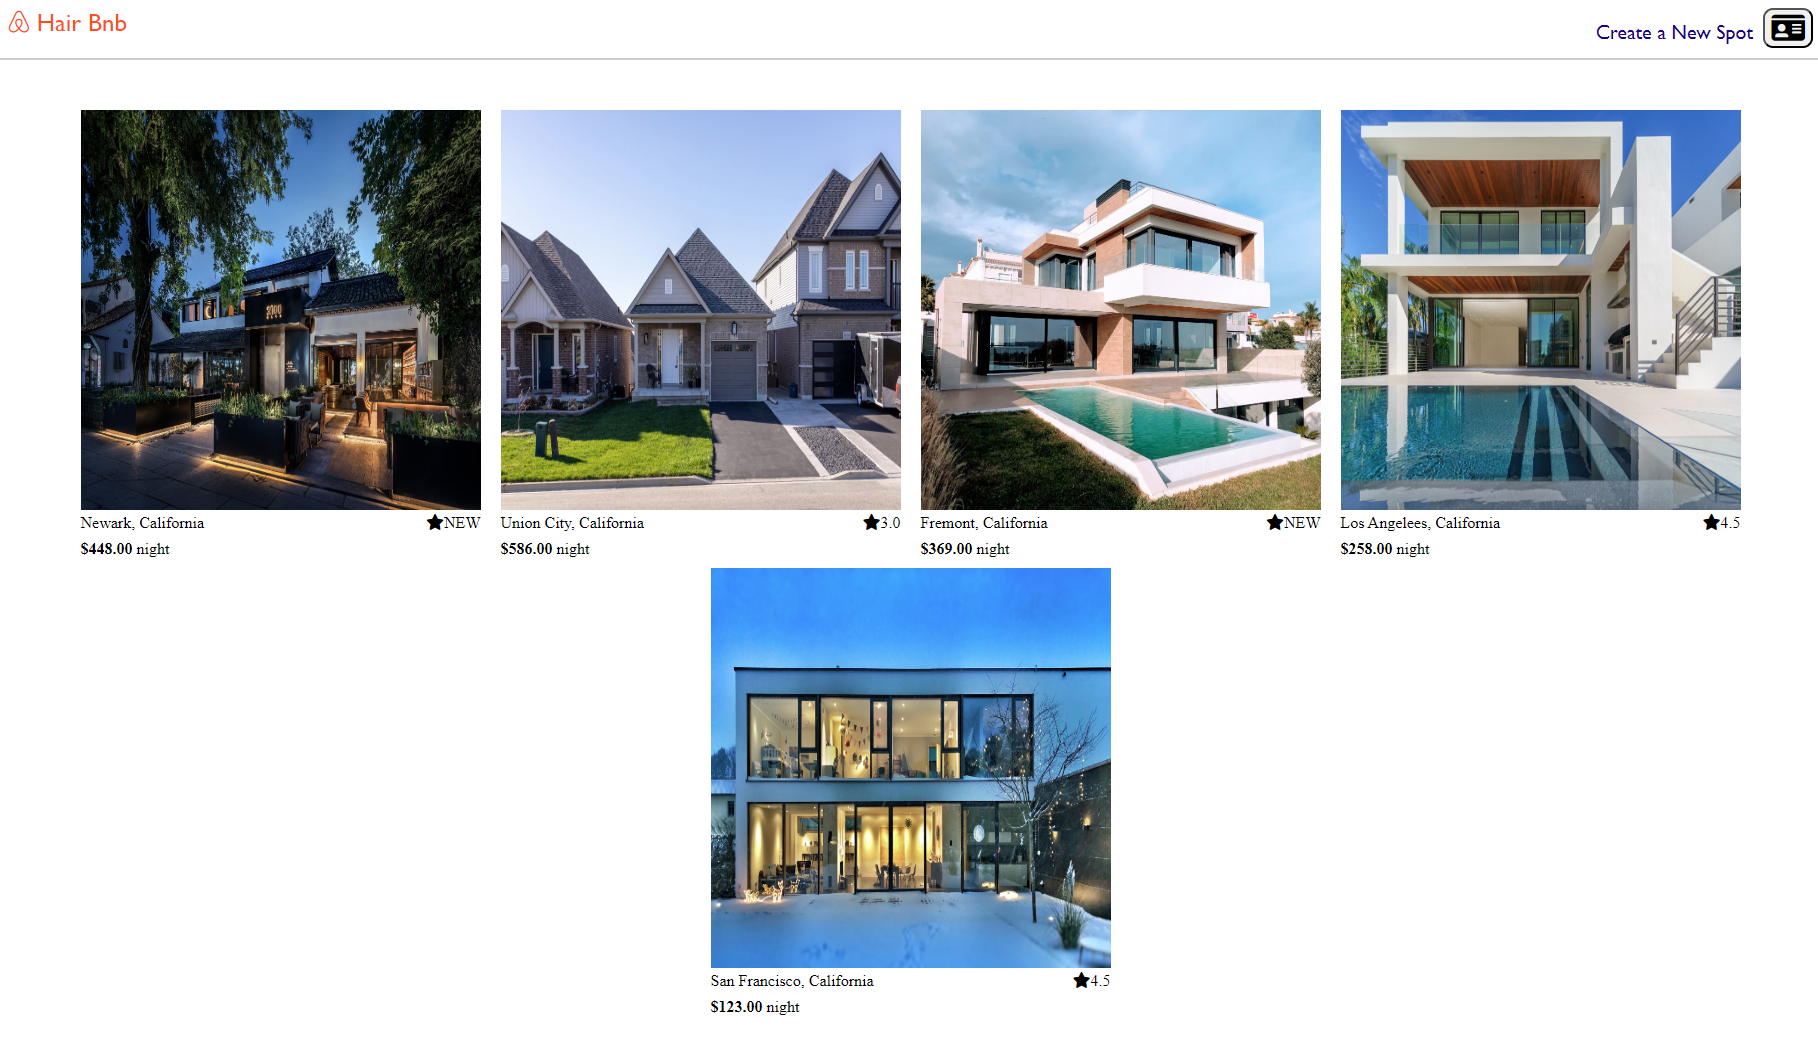 Hair Bnb
Create a New Spot
Newark, California
NEW
$448.00 night
Union City, California
3.0
$586.00 night
Fremont, California
NEW
$369.00 night
Los Angelees, California
4.5
$258.00 night
San Francisco, California
4.5
$123.00 night